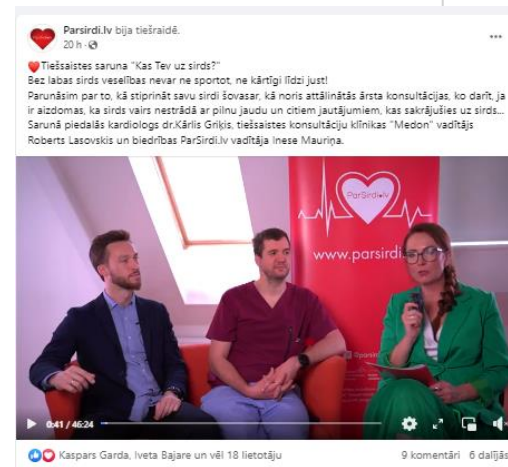 Parsirdi.lv bija tiešraidē.
20 h ·
Tiešsaistes saruna "Kas Tev uz sirds?"
Bez labas sirds veselības nevar ne sportot, ne kārtīgi līdzi just!
Parunāsim par to, kā stiprināt savu sirdi šovasar, kā noris attālinātās ārsta konsultācijas, ko darīt, ja
ir aizdomas, ka sirds vairs nestrādā ar pilnu jaudu un citiem jautājumiem, kas sakrājušies uz sirds...
Sarunā piedalās kardiologs dr.Kārlis Griķis, tiešsaistes konsultāciju klīnikas "Medon" vadītājs
Roberts Lasovskis un biedrības ParSirdi.lv vadītāja Inese Mauriņa.
ParSirdi.lv
www.parsirdi
0:41 / 46:24
Kaspars Garda, Iveta Bajare un vēl 18 lietotāju
9 komentāri 6 dalījās